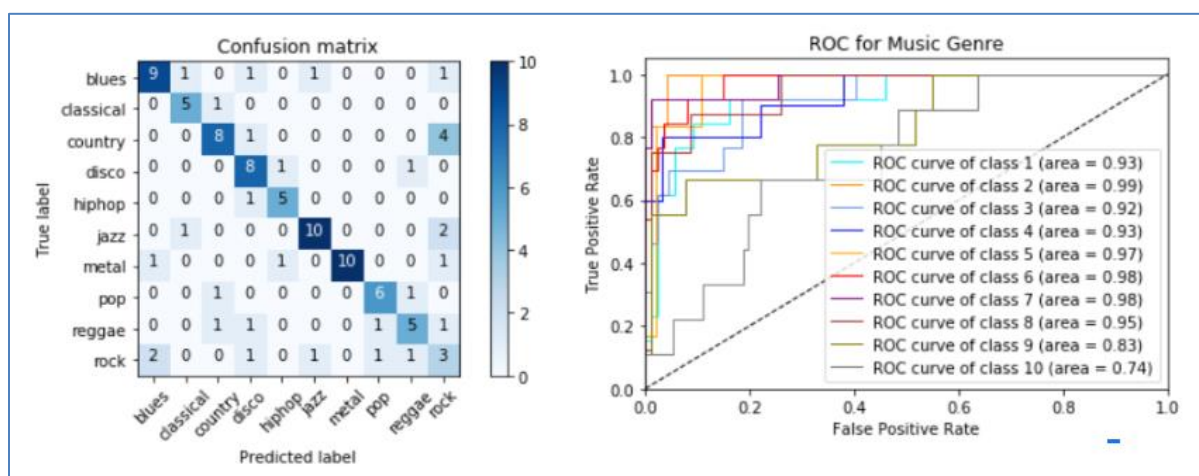 Confusion matrix
True label
blues 9 1 0 1 0 1 0 0 0 1
classical 0 5 1 0 0 0 0 0 0 0
country 0 0 8 1 0 0 0 0 0 4
disco 0 0 0 8 1 0 0 0 1 0
hiphop 0 0 0 1 5 0 0 0 0 0
jazz 0 1 0 0 0 10 0 0 0 2
metal 1 0 0 0 1 0 10 0 0 1
pop 0 0 1 0 0 0 0 6 1 0
reggae 0 0 1 1 0 0 0 1 5 1
rock 2 0 0 1 0 1 0 1 1 3
blues classical country disco hiphop jazz metal pop reggae rock
Predicted label
10
8
6
4
2
0
ROC for Music Genre
True Positive Rate
1.0
0.8
0.6
0.4
0.2
0.0
ROC curve of class 1 (area = 0.93)
ROC curve of class 2 (area = 0.99)
ROC curve of class 3 (area = 0.92)
ROC curve of class 4 (area = 0.93)
ROC curve of class 5 (area = 0.97)
ROC curve of class 6 (area = 0.98)
ROC curve of class 7 (area = 0.98)
ROC curve of class 8 (area = 0.95)
ROC curve of class 9 (area = 0.83)
ROC curve of class 10 (area = 0.74)
0.0 0.2 0.4 0.6 0.8 1.0
False Positive Rate